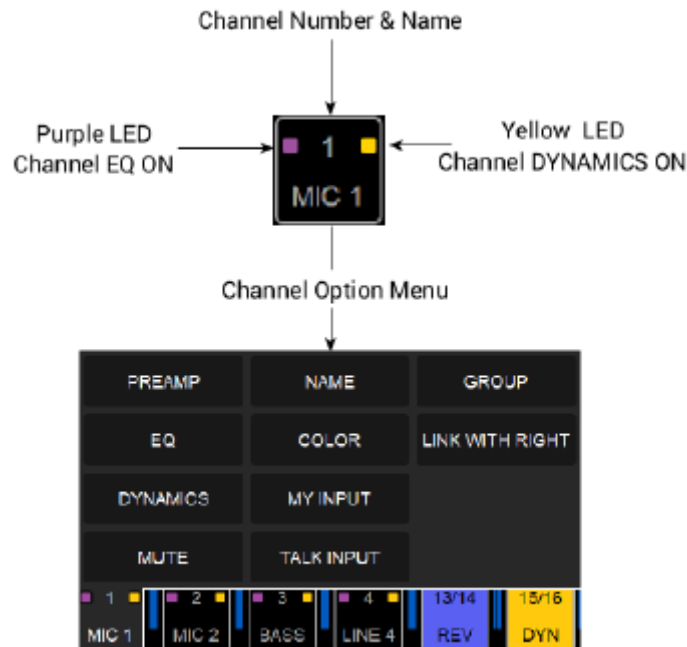 Channel Number & Name
Purple LED
Channel EQ ON
Yellow LED
Channel DYNAMICS ON
1
MIC 1
Channel Option Menu
PREAMP NAME GROUP
EQ COLOR LINK WITH RIGHT
DYNAMICS MY INPUT
MUTE TALK INPUT
1 2 3 4 13/14 15/16
MIC 1 MIC 2 BASS LINE 4 REV DYN